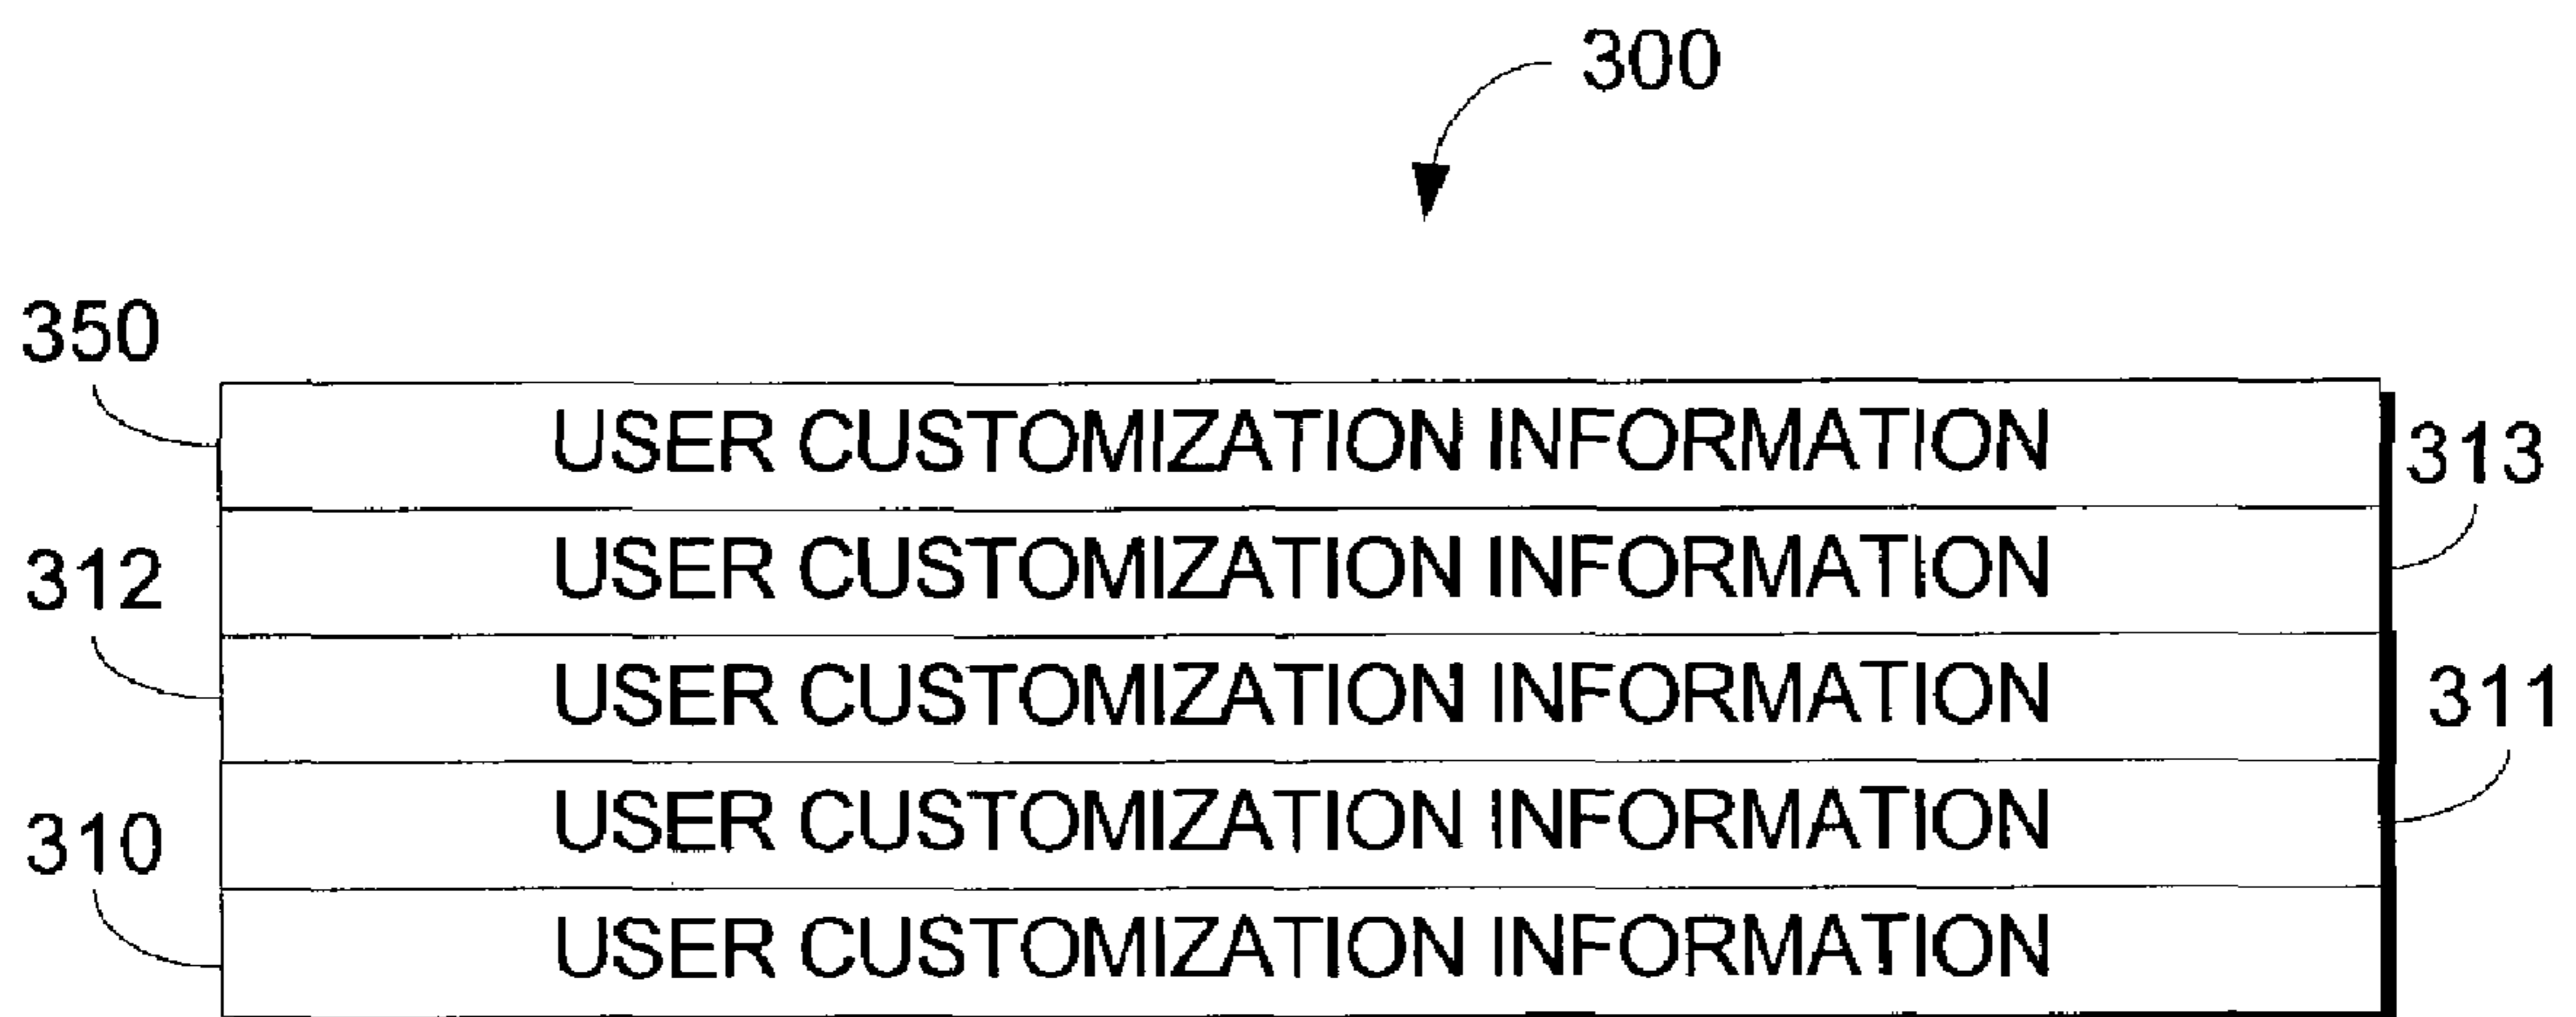 300
350
USER CUSTOMIZATION INFORMATION
313
USER CUSTOMIZATION INFORMATION
312
USER CUSTOMIZATION INFORMATION
311
USER CUSTOMIZATION INFORMATION
310
USER CUSTOMIZATION INFORMATION